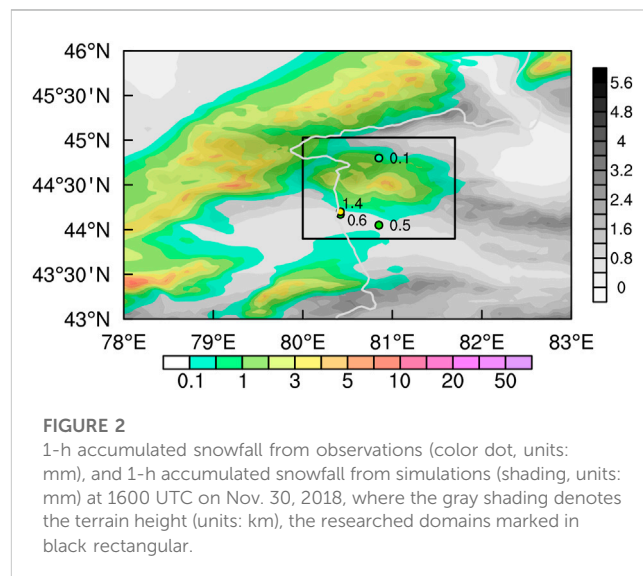 46°N
45°30'N
45°N
44°30'N
44°N
43°30'N
43°N
78°E 79°E 80°E 81°E 82°E 83°E
0.1
1.4
0.6
0.5
5.6
4.8
4
3.2
2.4
1.6
0.8
0
0.1 1 3 5 10 20 50
FIGURE 2
1-h accumulated snowfall from observations (color dot, units:
mm), and 1-h accumulated snowfall from simulations (shading, units:
mm) at 1600 UTC on Nov. 30, 2018, where the gray shading denotes
the terrain height (units: km), the researched domains marked in
black rectangular.